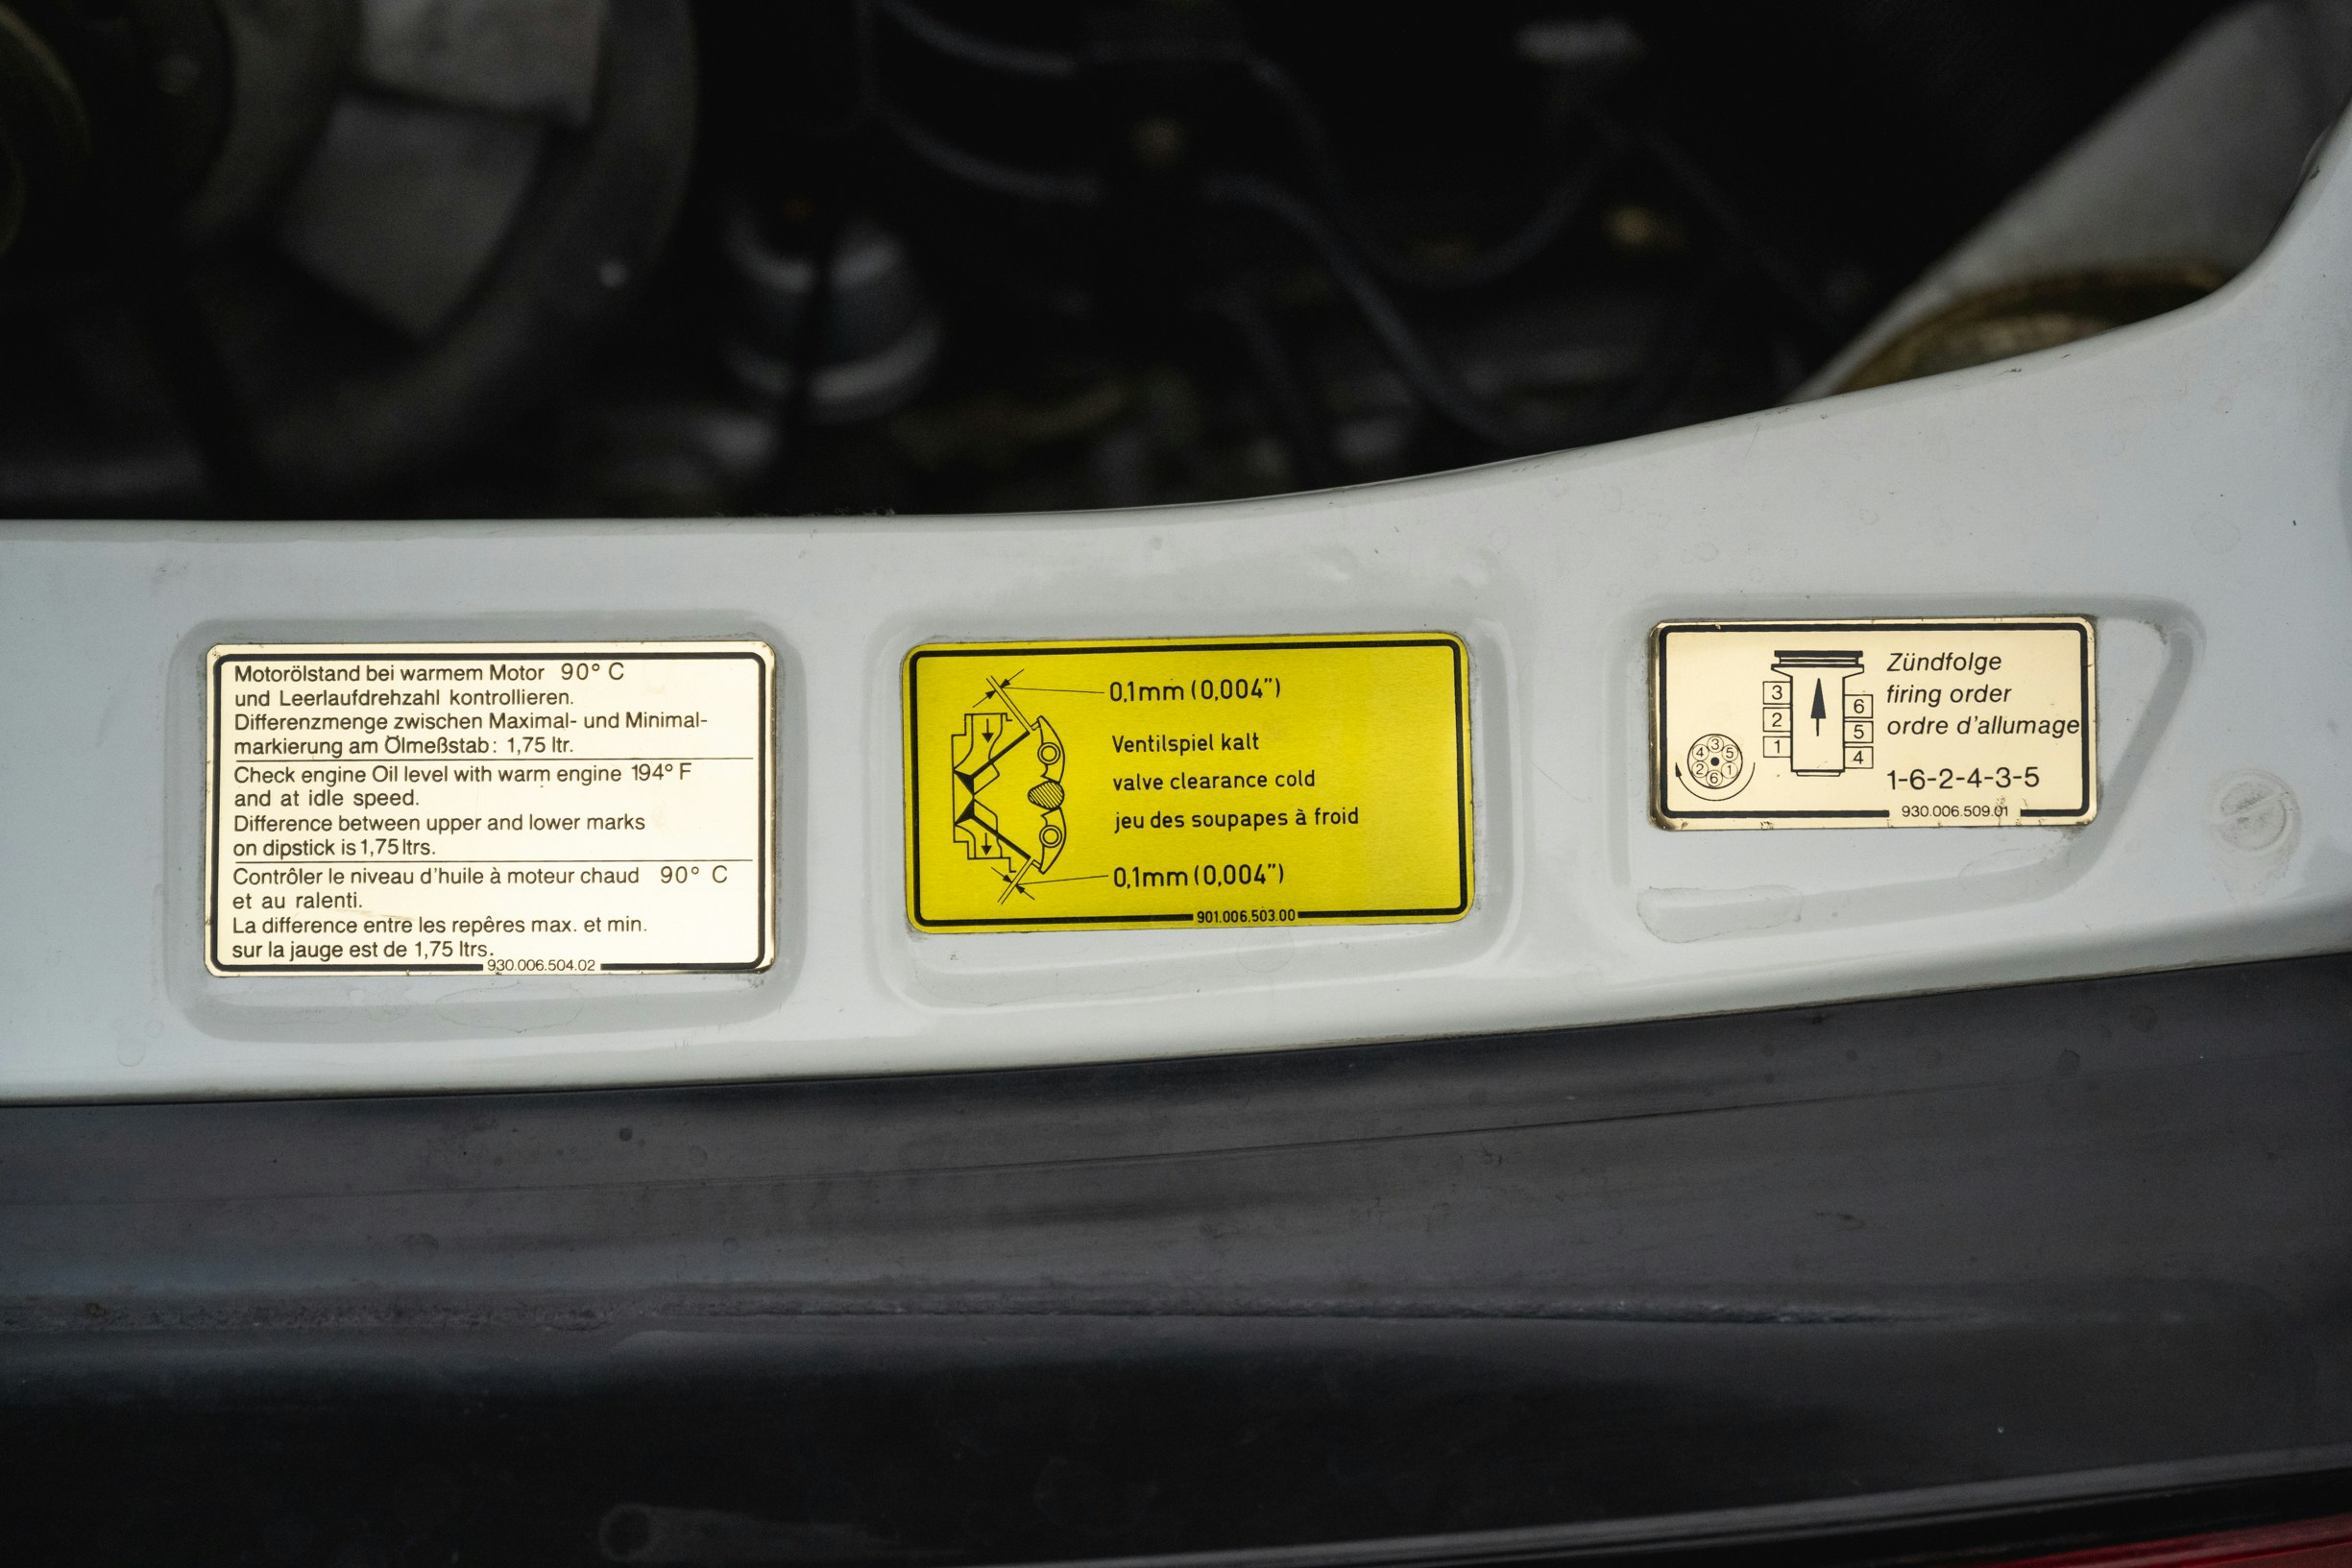 Motorölstand bei warmem Motor 90° C
und Leerlaufdrehzahl kontrollieren.
Differenzmenge zwischen Maximal- und Minimal-
markierung am Ölmeßstab: 1,75 ltr.
Check engine Oil level with warm engine 194° F
and at idle speed.
Difference between upper and lower marks
on dipstick is 1,75 ltrs.
Contrôler le niveau d'huile à moteur chaud 90° C
et au ralenti.
La difference entre les repêres max. et min.
sur la jauge est de 1,75 ltrs.
930.006.504.02
0,1mm (0,004")
Ventilspiel kalt
valve clearance cold
jeu des soupapes à froid
0,1mm (0,004")
901.006.503.00
Zündfolge
firing order
ordre d'allumage
3
2
1
6
5
4
3
5
1
6
2
4
1-6-2-4-3-5
930.006.509.01